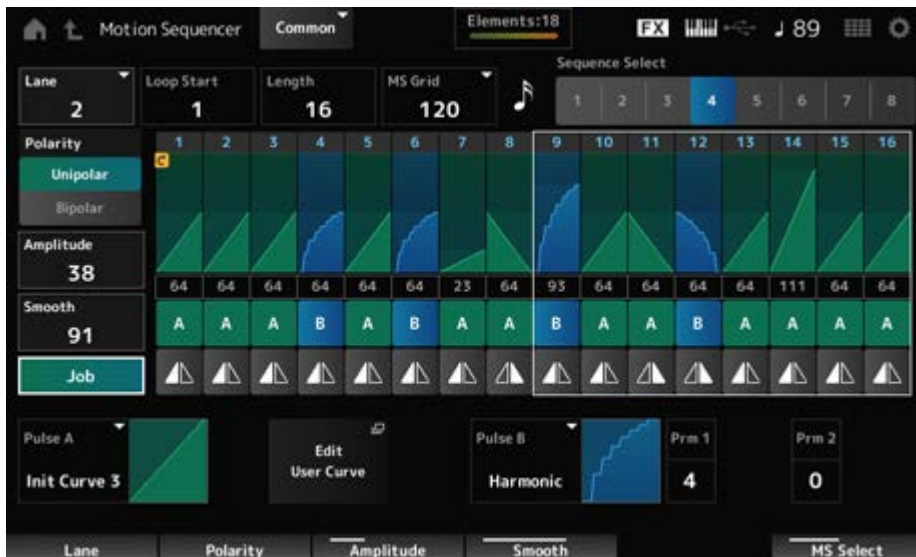 Motion Sequencer Common Elements:18 FX ♩ 89
Lane Loop Start Length MS Grid Sequence Select
2 1 16 120 1 2 3 4 5 6 7 8
Polarity 1 2 3 4 5 6 7 8 9 10 11 12 13 14 15 16
C
Unipolar
Bipolar
Amplitude
38
64 64 64 64 64 64 23 64 93 64 64 64 64 111 64 64
Smooth
91
A A A B A B A A B A A B A A A A
Job
Pulse A
Init Curve 3
Edit
User Curve
Pulse B
Harmonic
Prm 1
4
Prm 2
0
Lane Polarity Amplitude Smooth MS Select